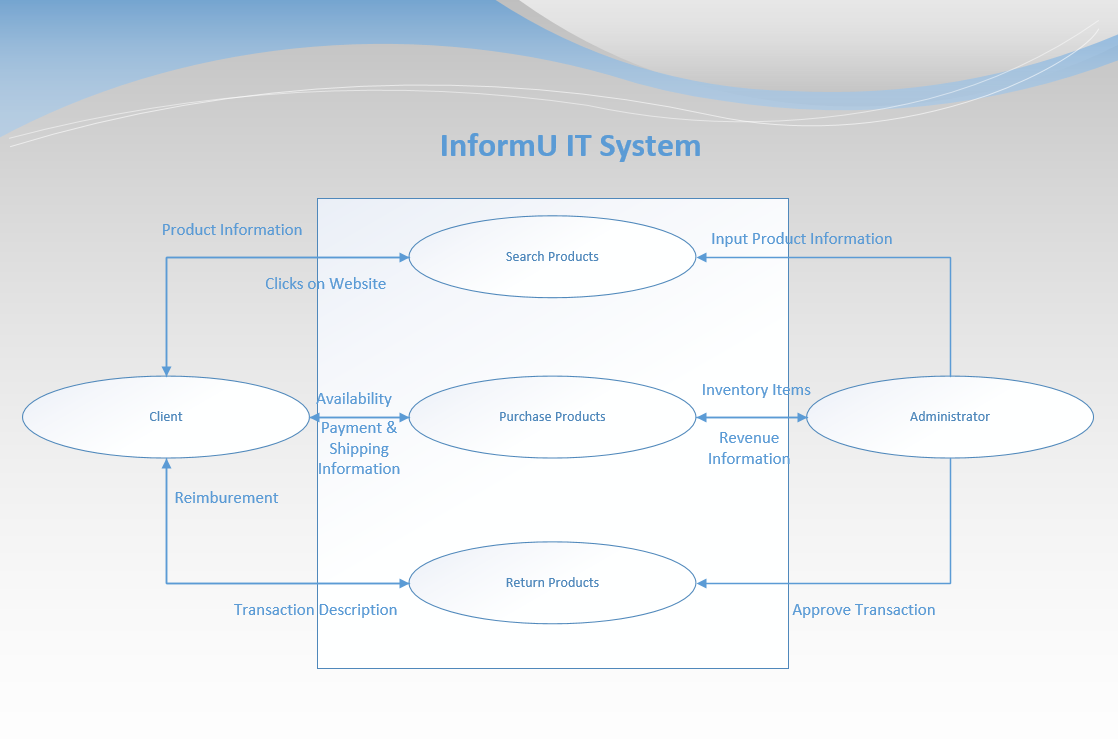 InformU IT System
Product Information
Search Products
Input Product Information
Clicks on Website
Availability
Inventory Items
Client
Purchase Products
Administrator
Payment &
Shipping
Information
Revenue
Information
Reimburement
Return Products
Transaction Description
Approve Transaction